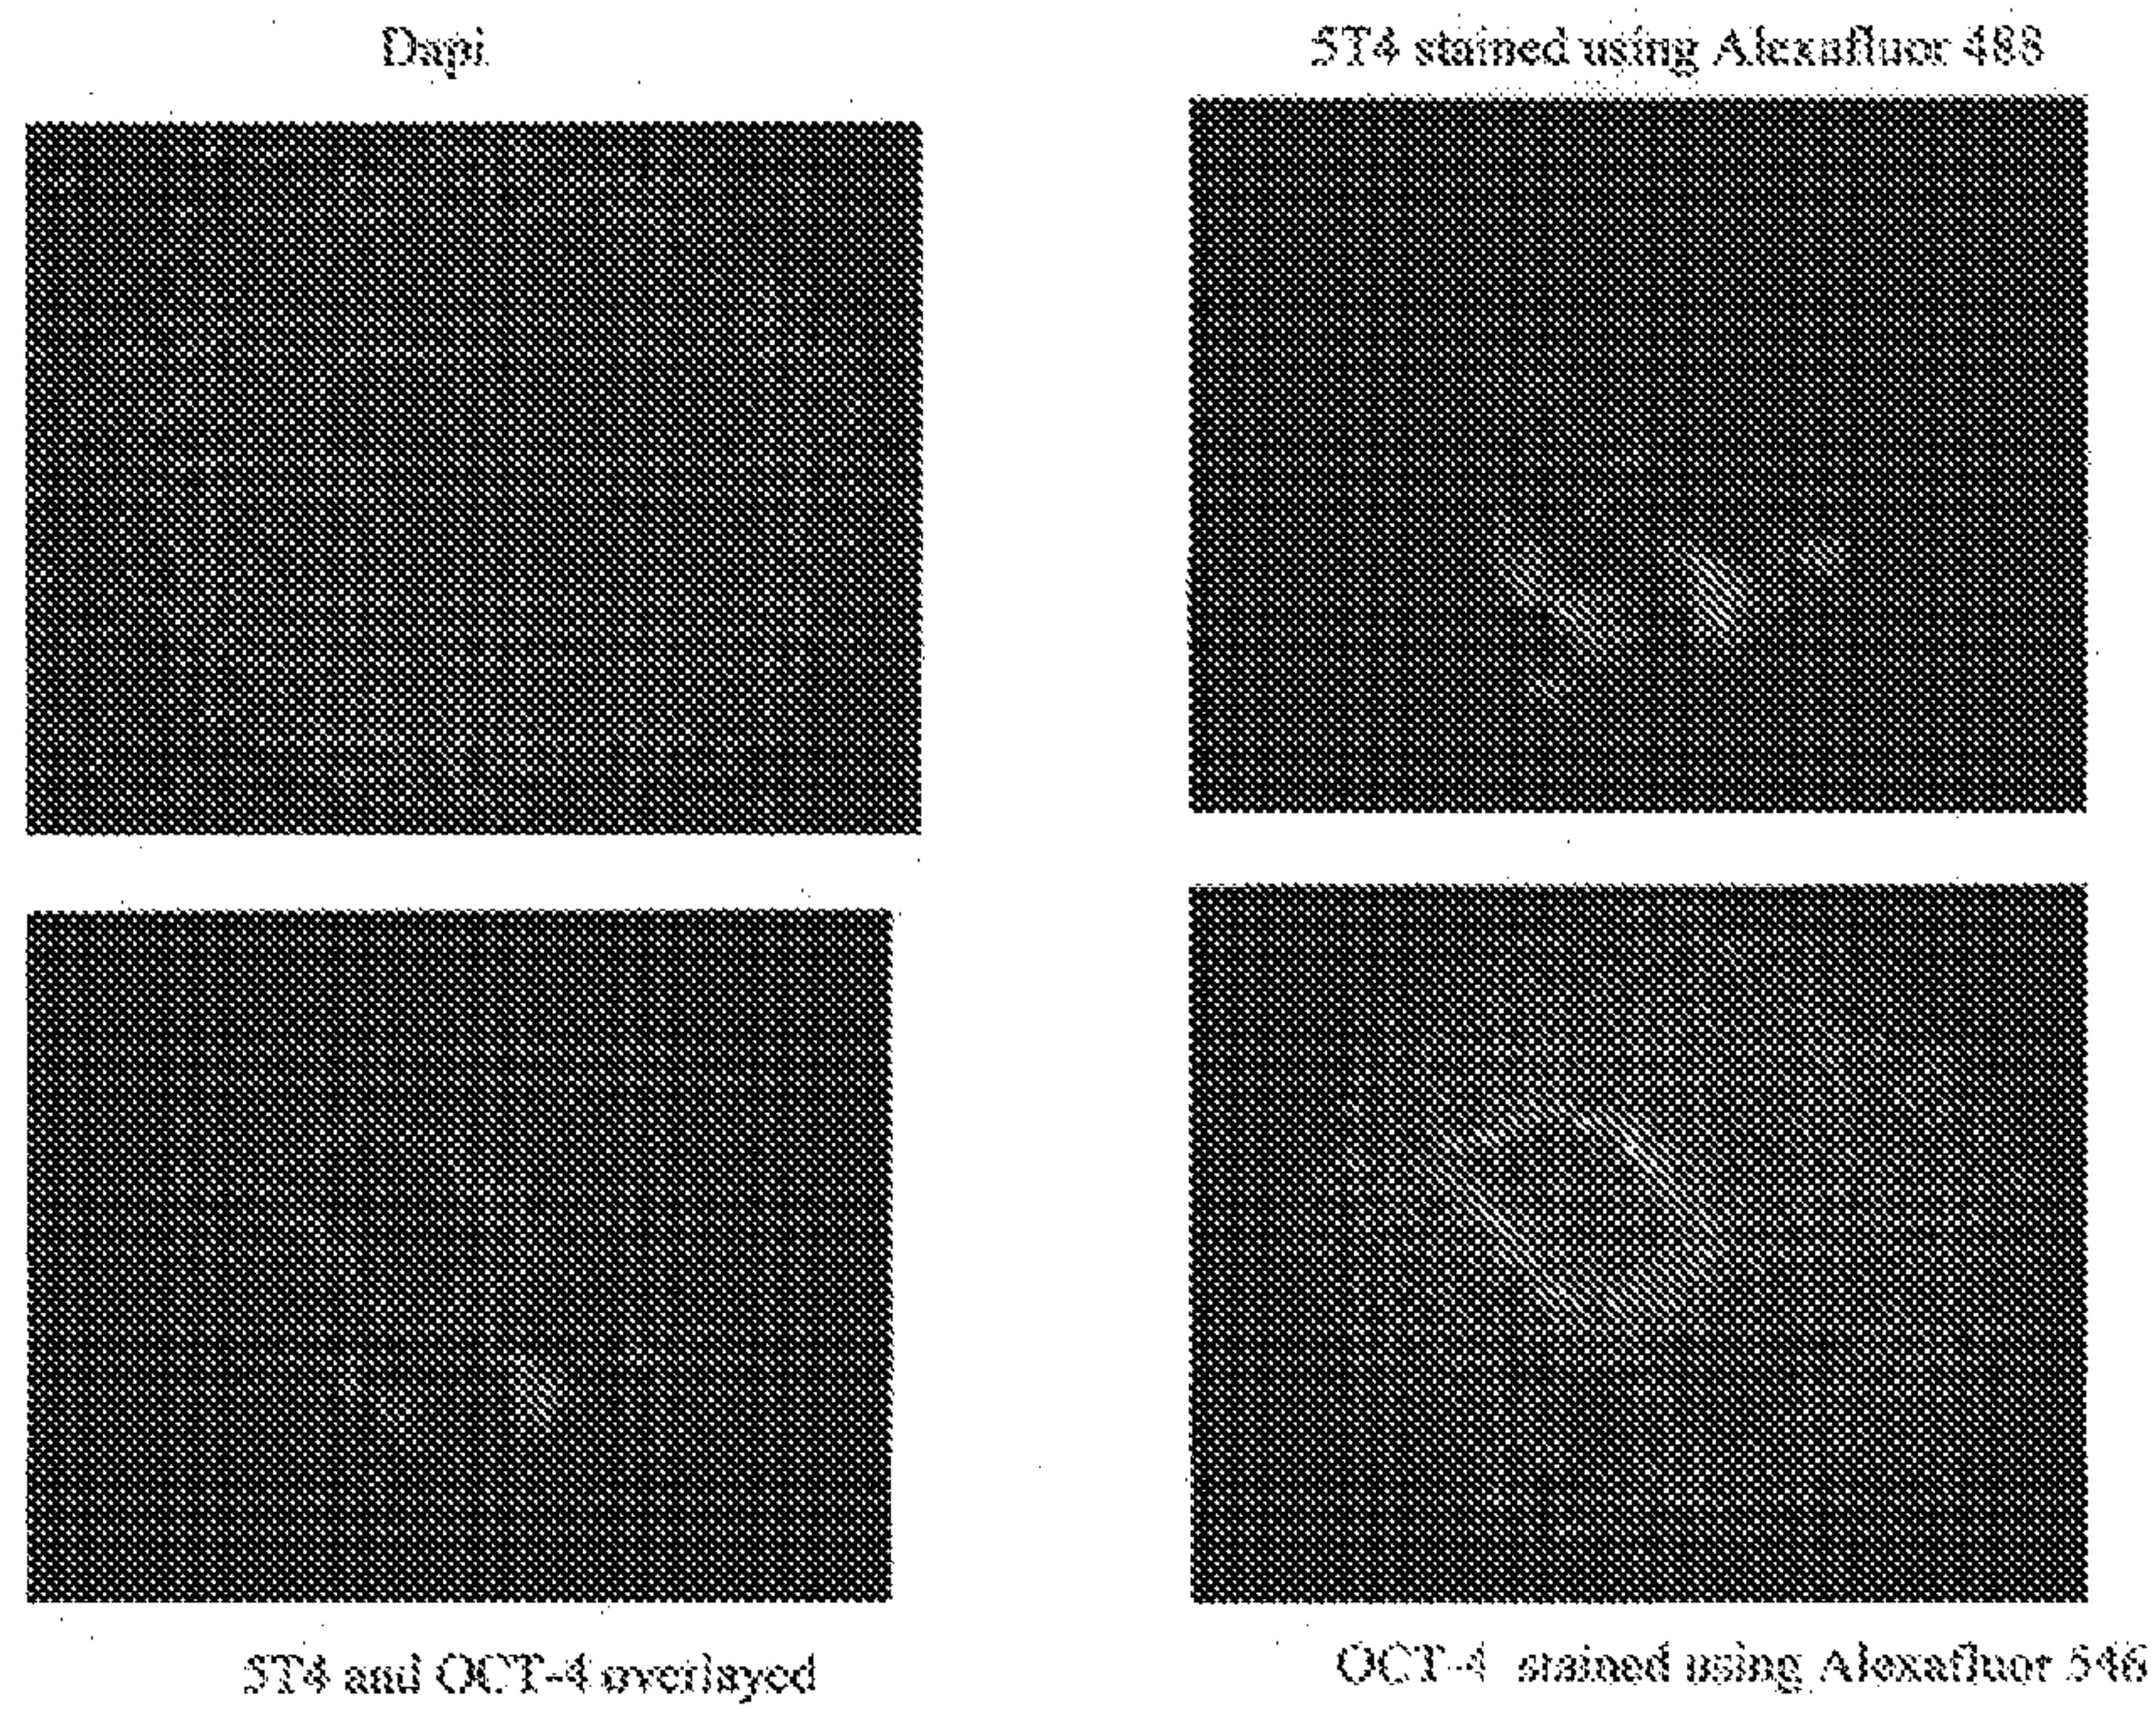 Dapi
5T4 stained using Alexafluor 488
5T4 and OCT-4 overlayed
OCT-4 stained using Alexafluor 546